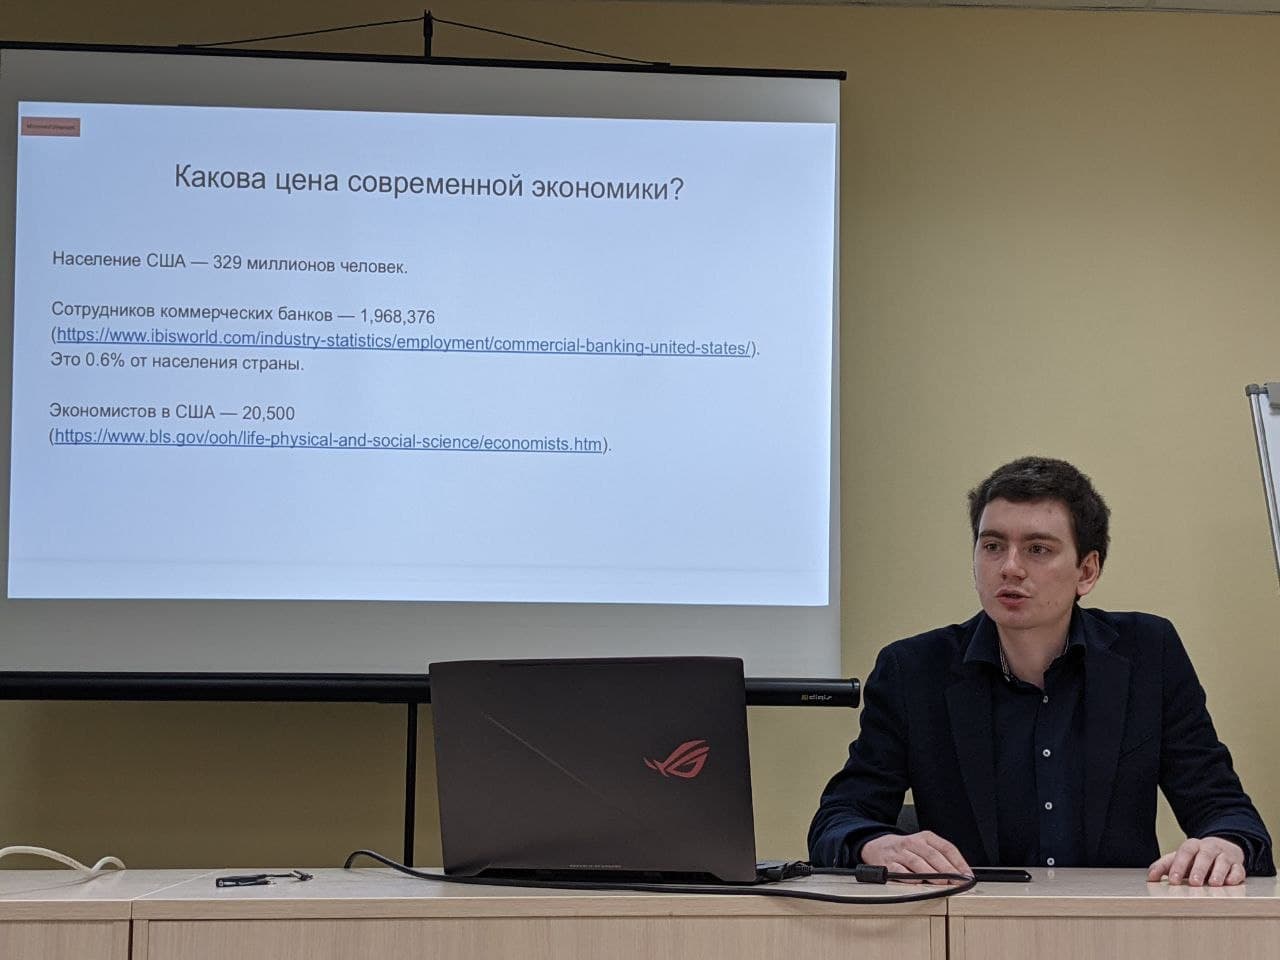 Какова цена современной экономики?
Население США — 329 миллионов человек.
Сотрудников коммерческих банков — 1,968,376
(https://www.ibisworld.com/industry-statistics/employment/commercial-banking-united-states/).
Это 0.6% от населения страны.
Экономистов в США — 20,500
(https://www.bls.gov/ooh/life-physical-and-social-science/economists.htm).
digis